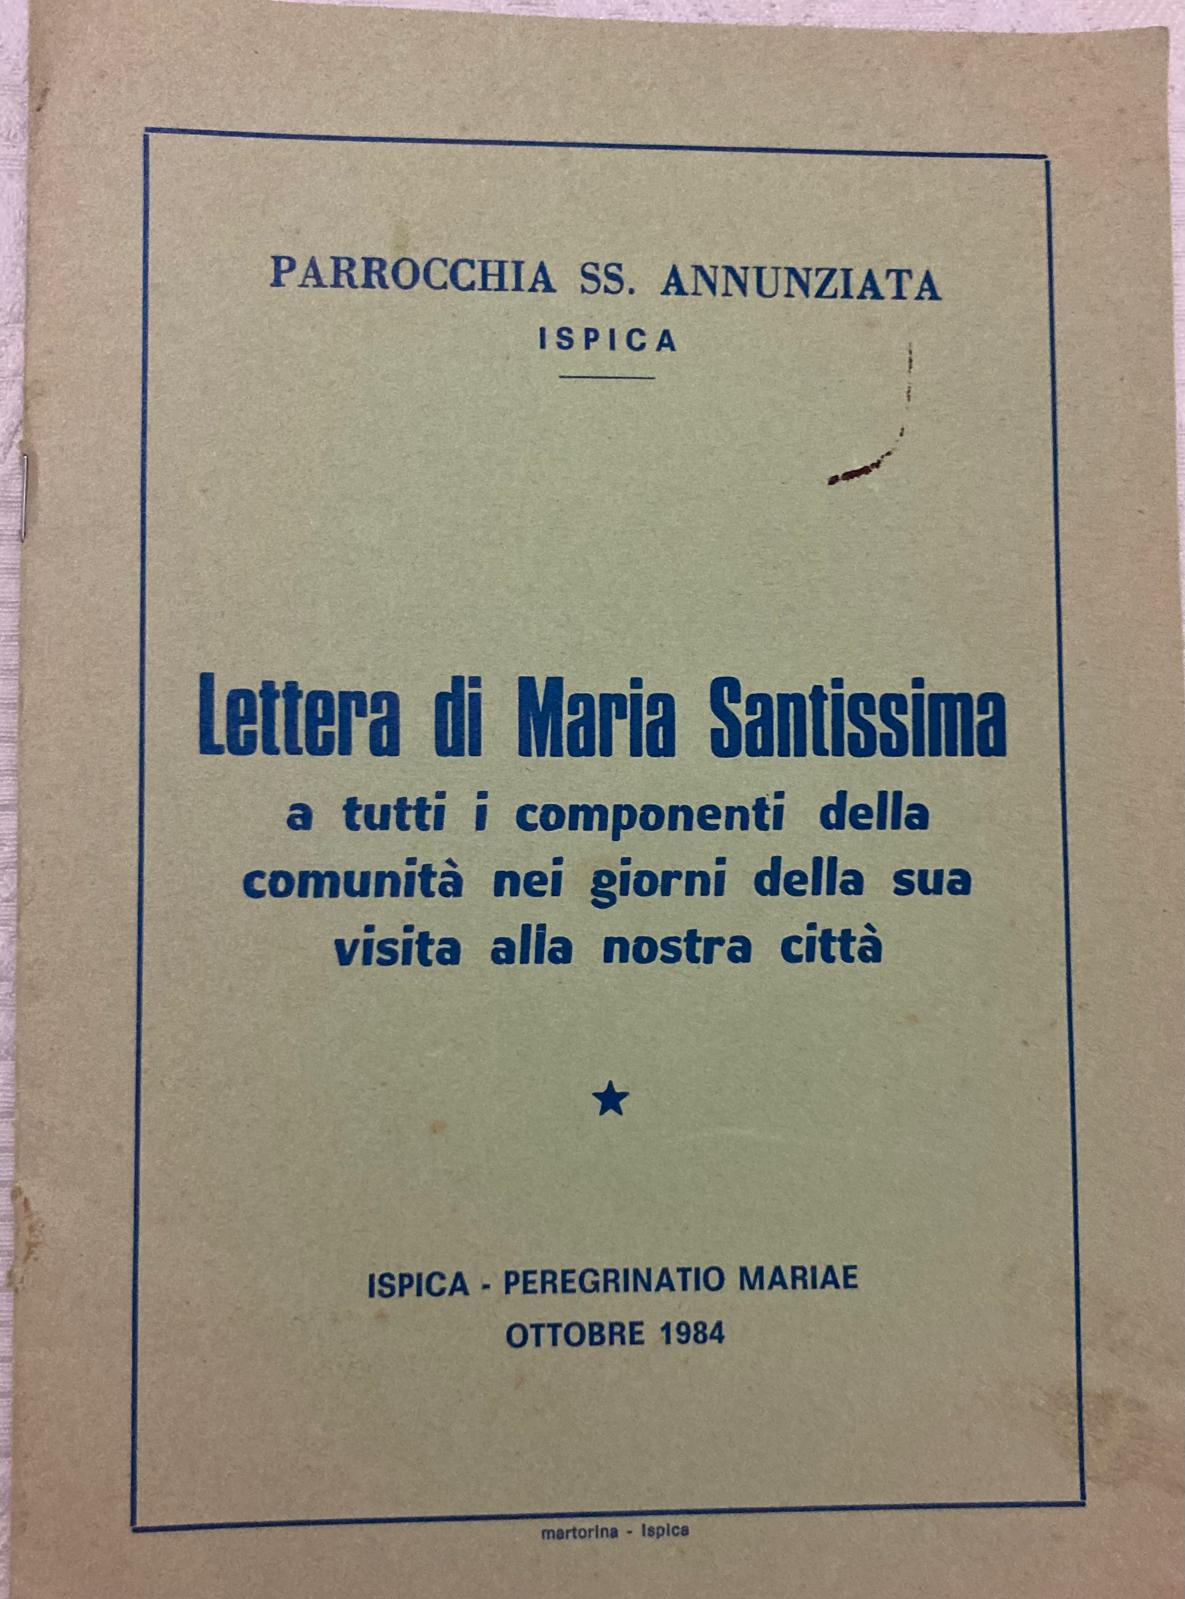 PARROCCHIA SS. ANNUNZIATA
ISPICA
Lettera di Maria Santissima
a tutti i componenti della
comunità nei giorni della sua
visita alla nostra città
ISPICA - PEREGRINATIO MARIAE
OTTOBRE 1984
martorina - Ispica